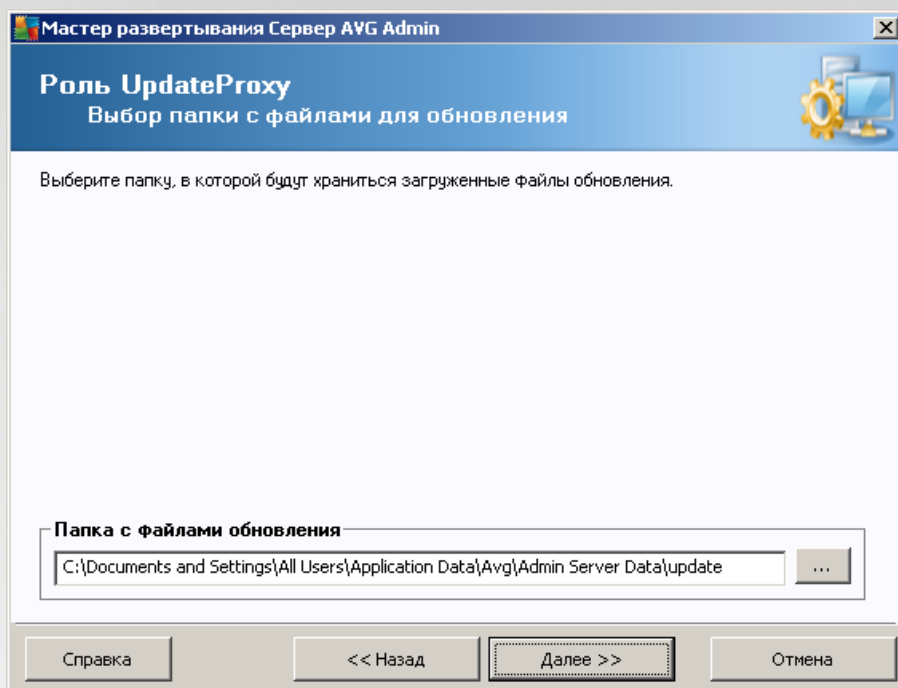 Мастер развертывания Сервер AVG Admin
Роль UpdateProxy
Выбор папки с файлами для обновления
Выберите папку, в которой будут храниться загруженные файлы обновления.
Папка с файлами обновления
C:\Documents and Settings\All Users\Application Data\Avg\Admin Server Data\update
...
Справка
<< Назад
Далее >>
Отмена